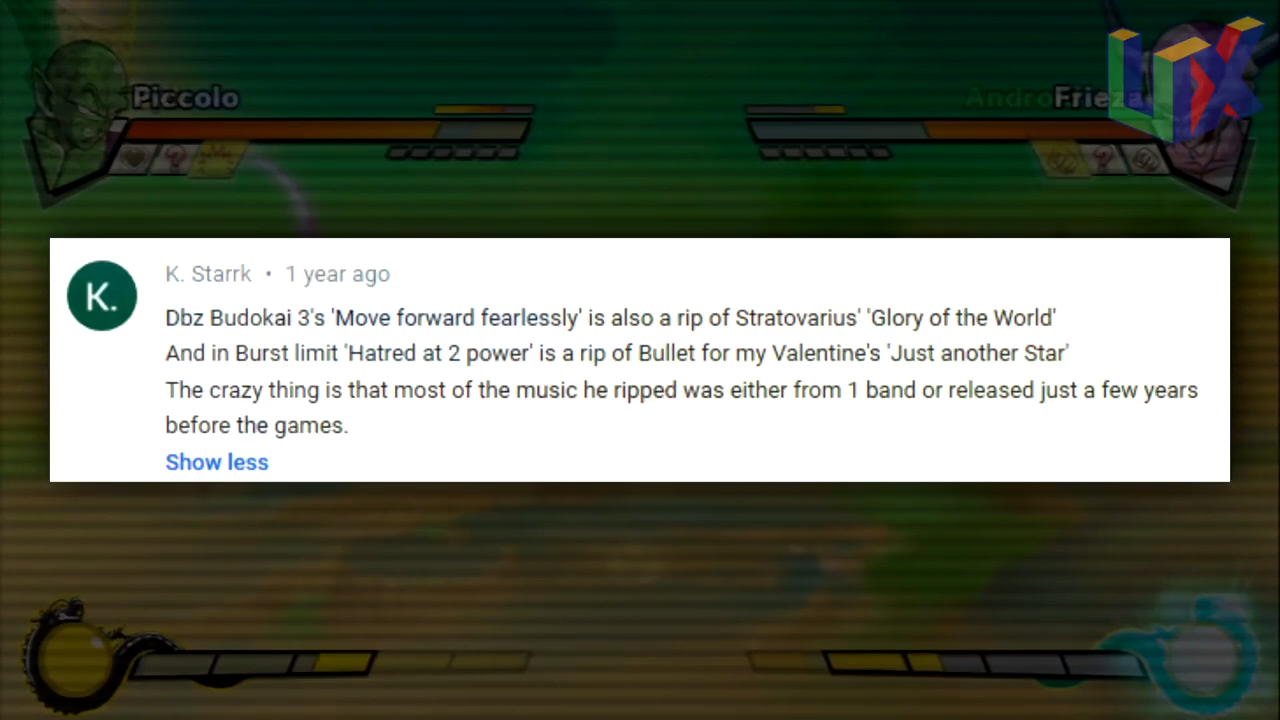 Piccolo
AndroFrieza
K.
K. Starrk • 1 year ago
Dbz Budokai 3's 'Move forward fearlessly' is also a rip of Stratovarius' 'Glory of the World'
And in Burst limit 'Hatred at 2 power' is a rip of Bullet for my Valentine's 'Just another Star'
The crazy thing is that most of the music he ripped was either from 1 band or released just a few years
before the games.
Show less